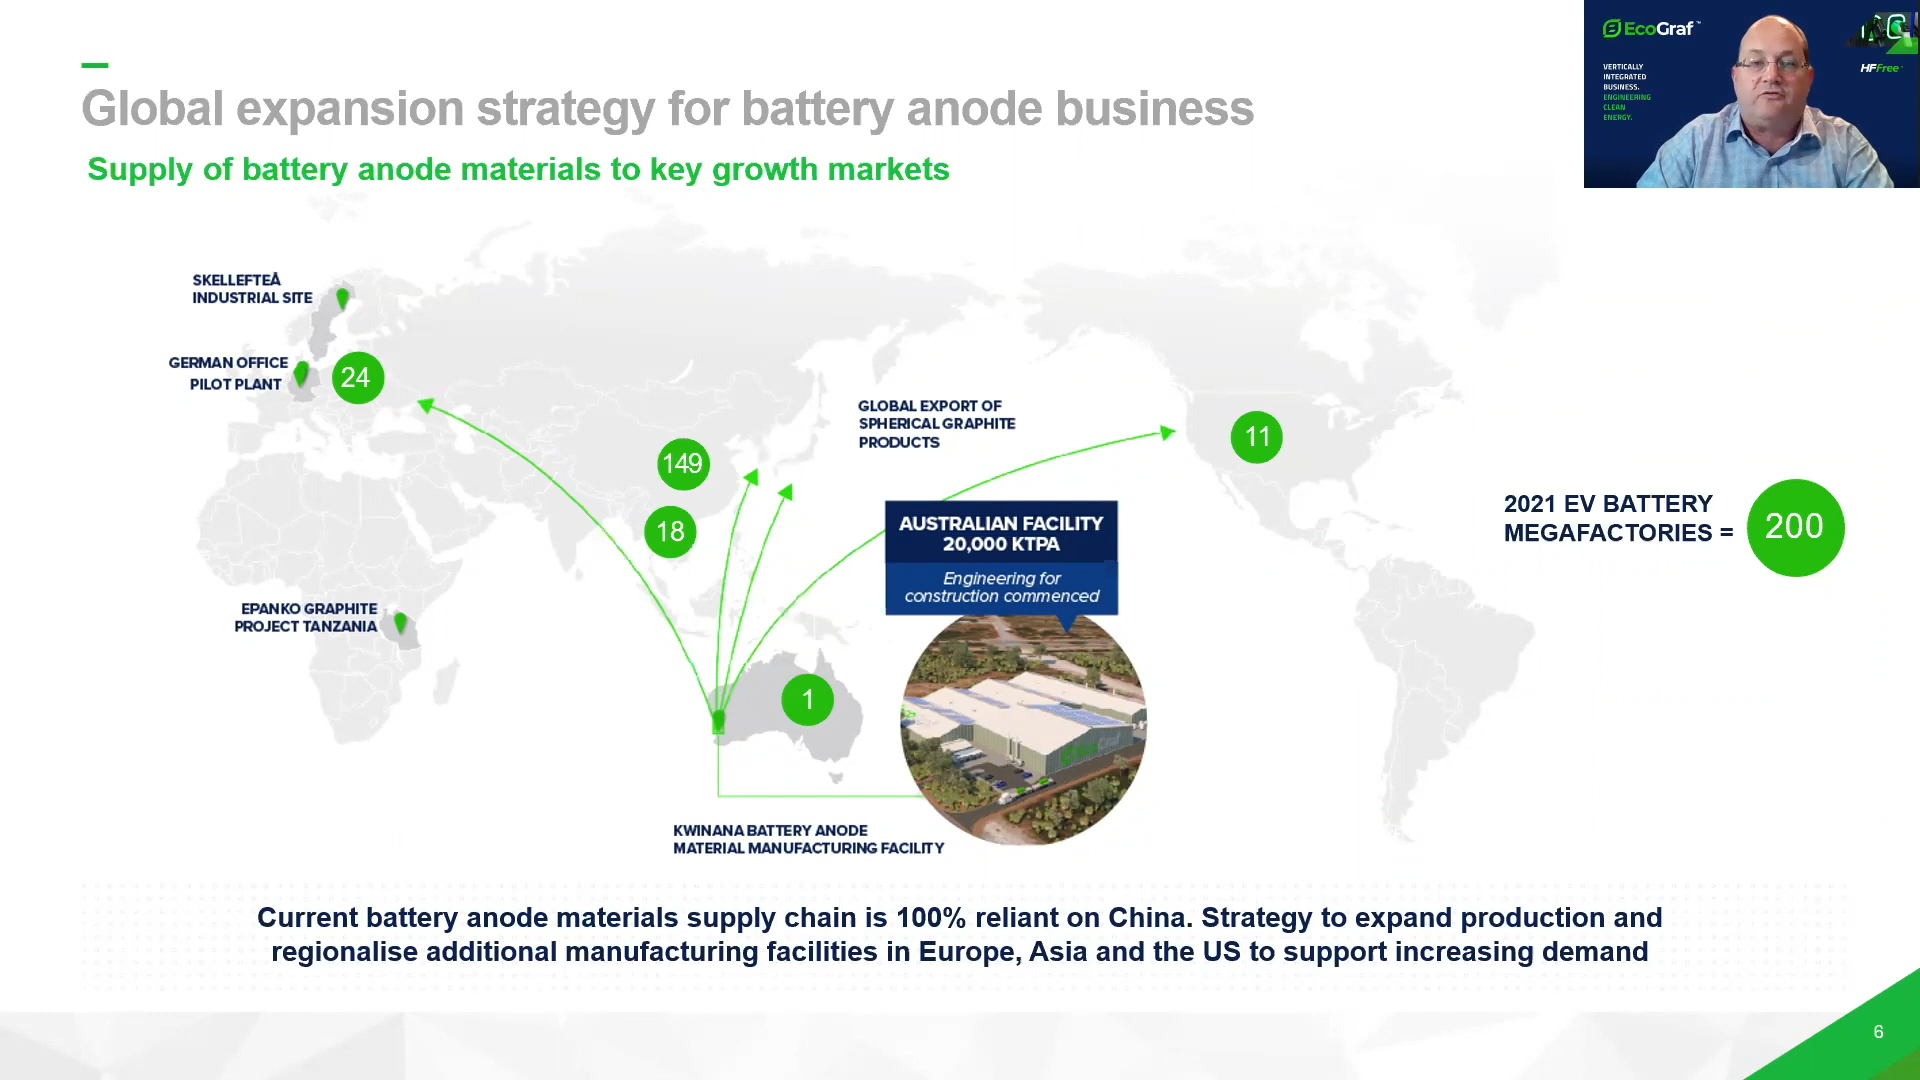 Global expansion strategy for battery anode business
Supply of battery anode materials to key growth markets
EcoGraf™
VERTICALLY
INTEGRATED
BUSINESS.
ENGINEERING
CLEAN
ENERGY.
HFFree
SKELLEFTEÅ
INDUSTRIAL SITE
GERMAN OFFICE
PILOT PLANT
24
GLOBAL EXPORT OF
SPHERICAL GRAPHITE
PRODUCTS
11
149
18
2021 EV BATTERY
MEGAFACTORIES =
200
AUSTRALIAN FACILITY
20,000 KTPA
Engineering for
construction commenced
EPANKO GRAPHITE
PROJECT TANZANIA
1
EcoGraf
KWINANA BATTERY ANODE
MATERIAL MANUFACTURING FACILITY
Current battery anode materials supply chain is 100% reliant on China. Strategy to expand production and
regionalise additional manufacturing facilities in Europe, Asia and the US to support increasing demand
6